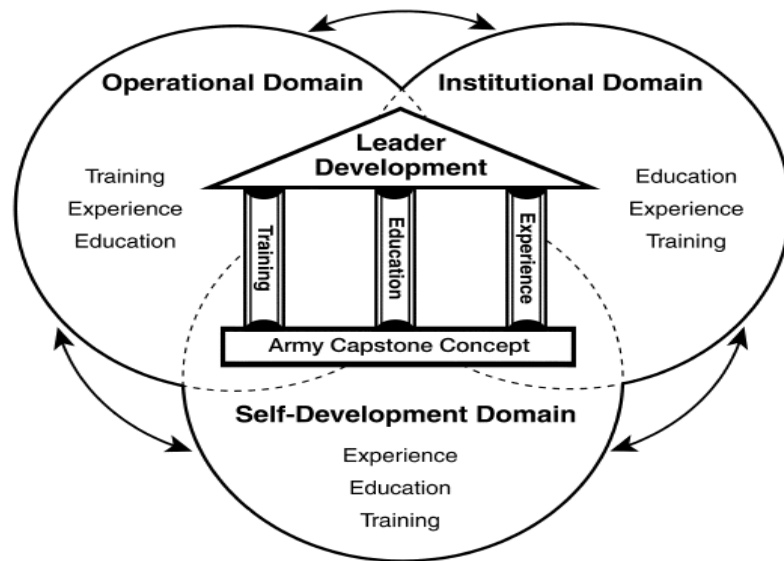 Operational Domain
Institutional Domain
Leader
Development
Training
Experience
Education
Education
Experience
Training
Training
Education
Experience
Army Capstone Concept
Self-Development Domain
Experience
Education
Training